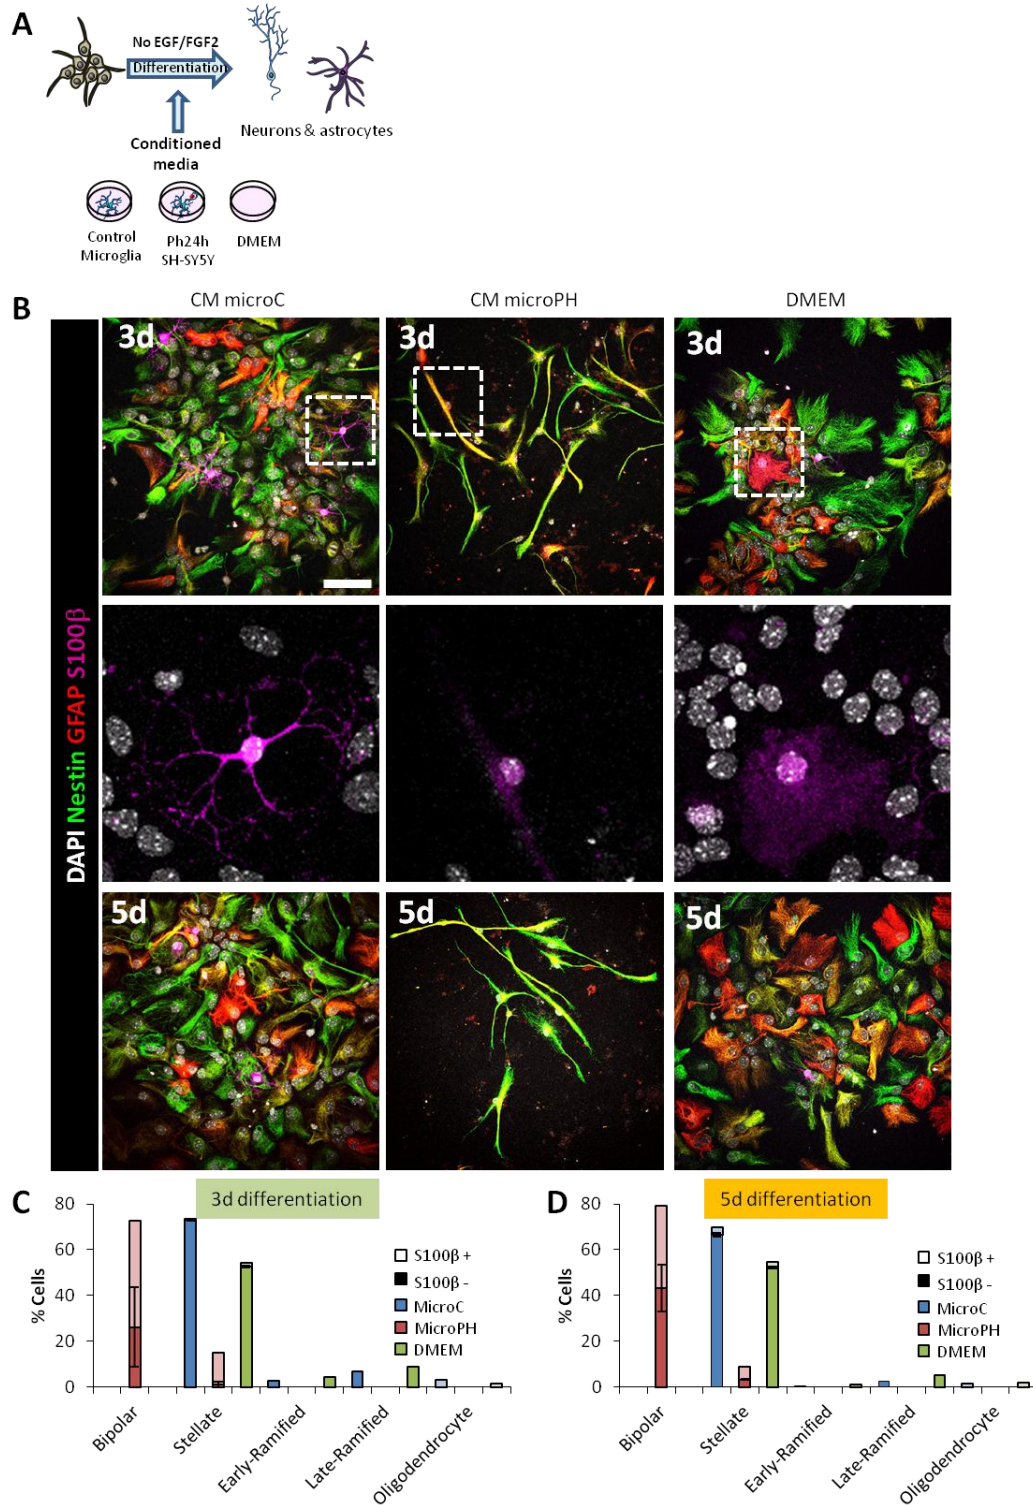 A
No EGF/FGF2
Differentiation
Neurons & astrocytes
Conditioned
media
Control
Microglia
Ph24h
SH-SY5Y
DMEM
B
CM microC
CM microPH
DMEM
DAPI Nestin GFAP S100β
3d
3d
3d
5d
5d
5d
C
3d differentiation
% Cells
80
60
40
20
0
S100β +
S100β -
MicroC
MicroPH
DMEM
Bipolar
Stellate
Early-Ramified
Late-Ramified
Oligodendrocyte
D
5d differentiation
% Cells
80
60
40
20
0
S100β +
S100β -
MicroC
MicroPH
DMEM
Bipolar
Stellate
Early-Ramified
Late-Ramified
Oligodendrocyte